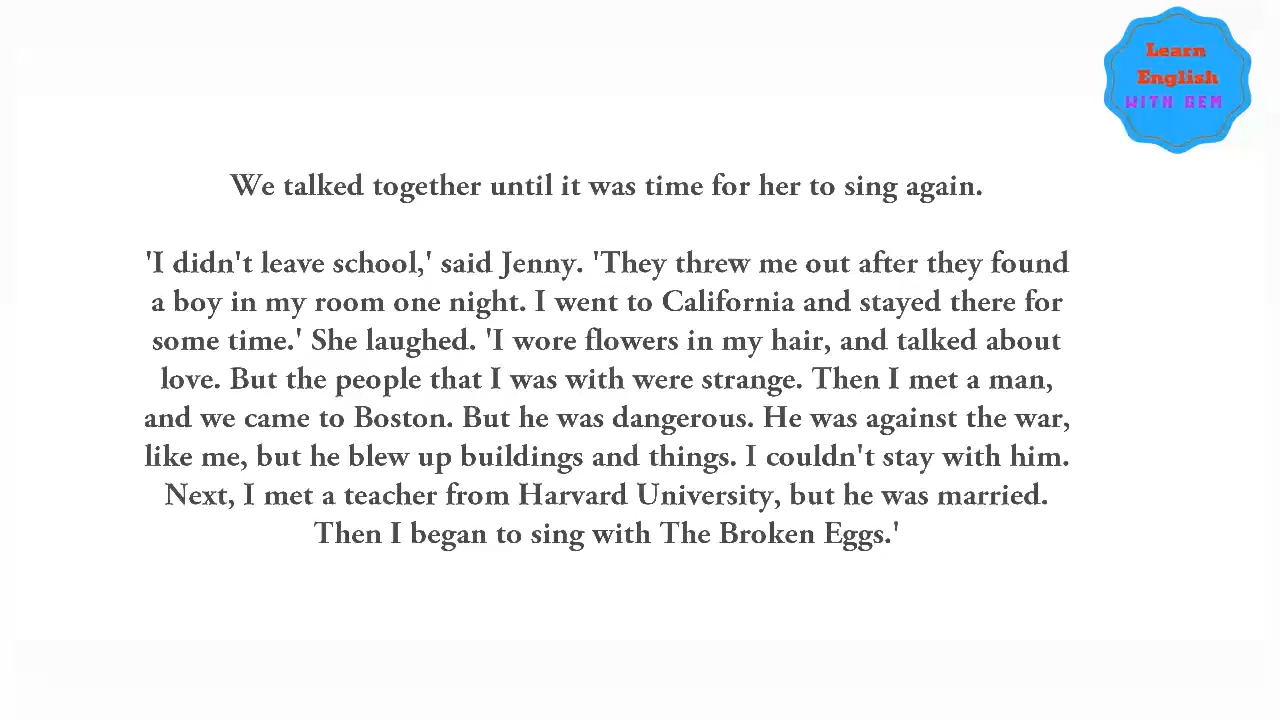 Learn
English
WITH GEM
We talked together until it was time for her to sing again.
'I didn't leave school,' said Jenny. 'They threw me out after they found
a boy in my room one night. I went to California and stayed there for
some time.' She laughed. 'I wore flowers in my hair, and talked about
love. But the people that I was with were strange. Then I met a man,
and we came to Boston. But he was dangerous. He was against the war,
like me, but he blew up buildings and things. I couldn't stay with him.
Next, I met a teacher from Harvard University, but he was married.
Then I began to sing with The Broken Eggs.'